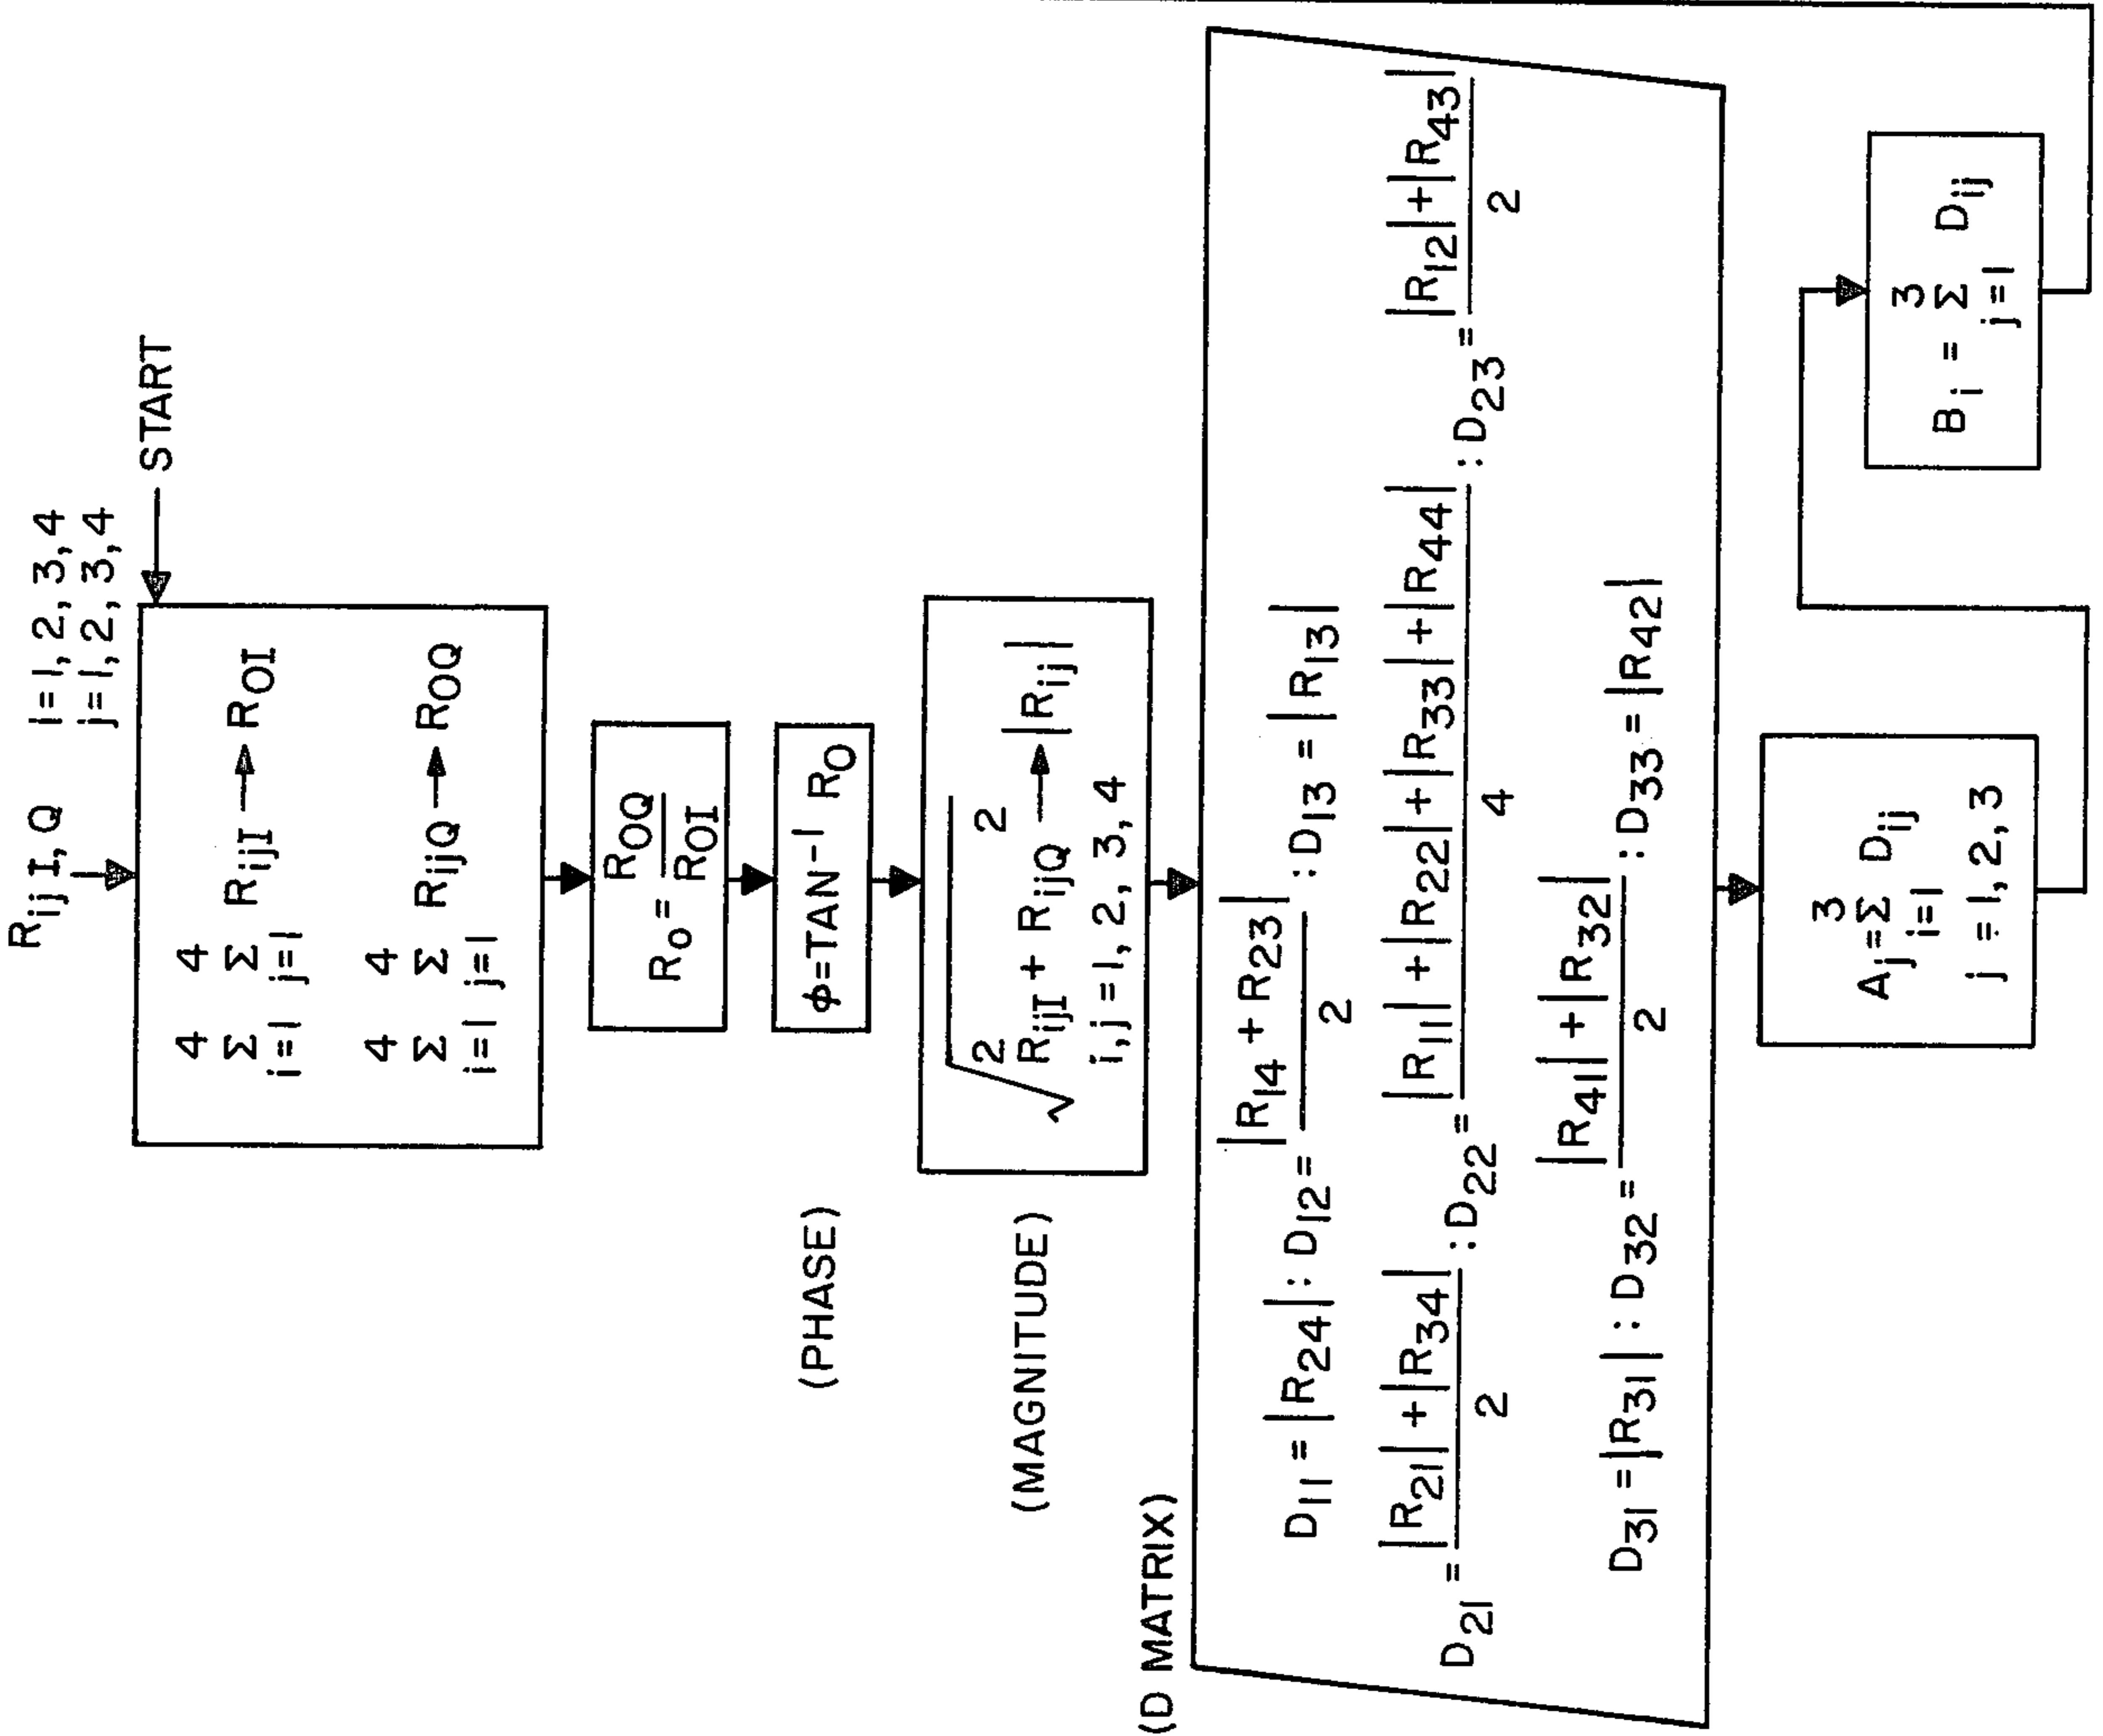 R_ij I,Q    i=1,2,3,4
j=1,2,3,4
START
4 4
Σ Σ R_ijI → R_OI
i=1 j=1
4 4
Σ Σ R_ijQ → R_OQ
i=1 j=1
R_o = R_OQ / R_OI
(PHASE)
φ=TAN-1 R_O
(MAGNITUDE)
√ R_ijI^2 + R_ijQ^2 → |R_ij|
i,j = 1, 2, 3, 4
(D MATRIX)
D_11 = |R_24| : D_12 = |R_14 + R_23| / 2 : D_13 = |R_13|
D_21 = |R_21| + |R_34| / 2 : D_22 = |R_11| + |R_22| + |R_33| + |R_44| / 4 : D_23 = |R_12| + |R_43| / 2
D_31 = |R_31| : D_32 = |R_41| + |R_32| / 2 : D_33 = |R_42|
3
A_j = Σ D_ij
i=1
j = 1, 2, 3
3
B_i = Σ D_ij
j=1